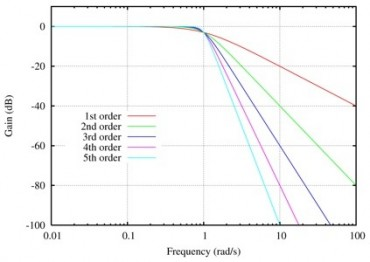 0
-20
-40
-60
-80
-100
Gain (dB)
1st order
2nd order
3rd order
4th order
5th order
0.01 0.1 1 10 100
Frequency (rad/s)